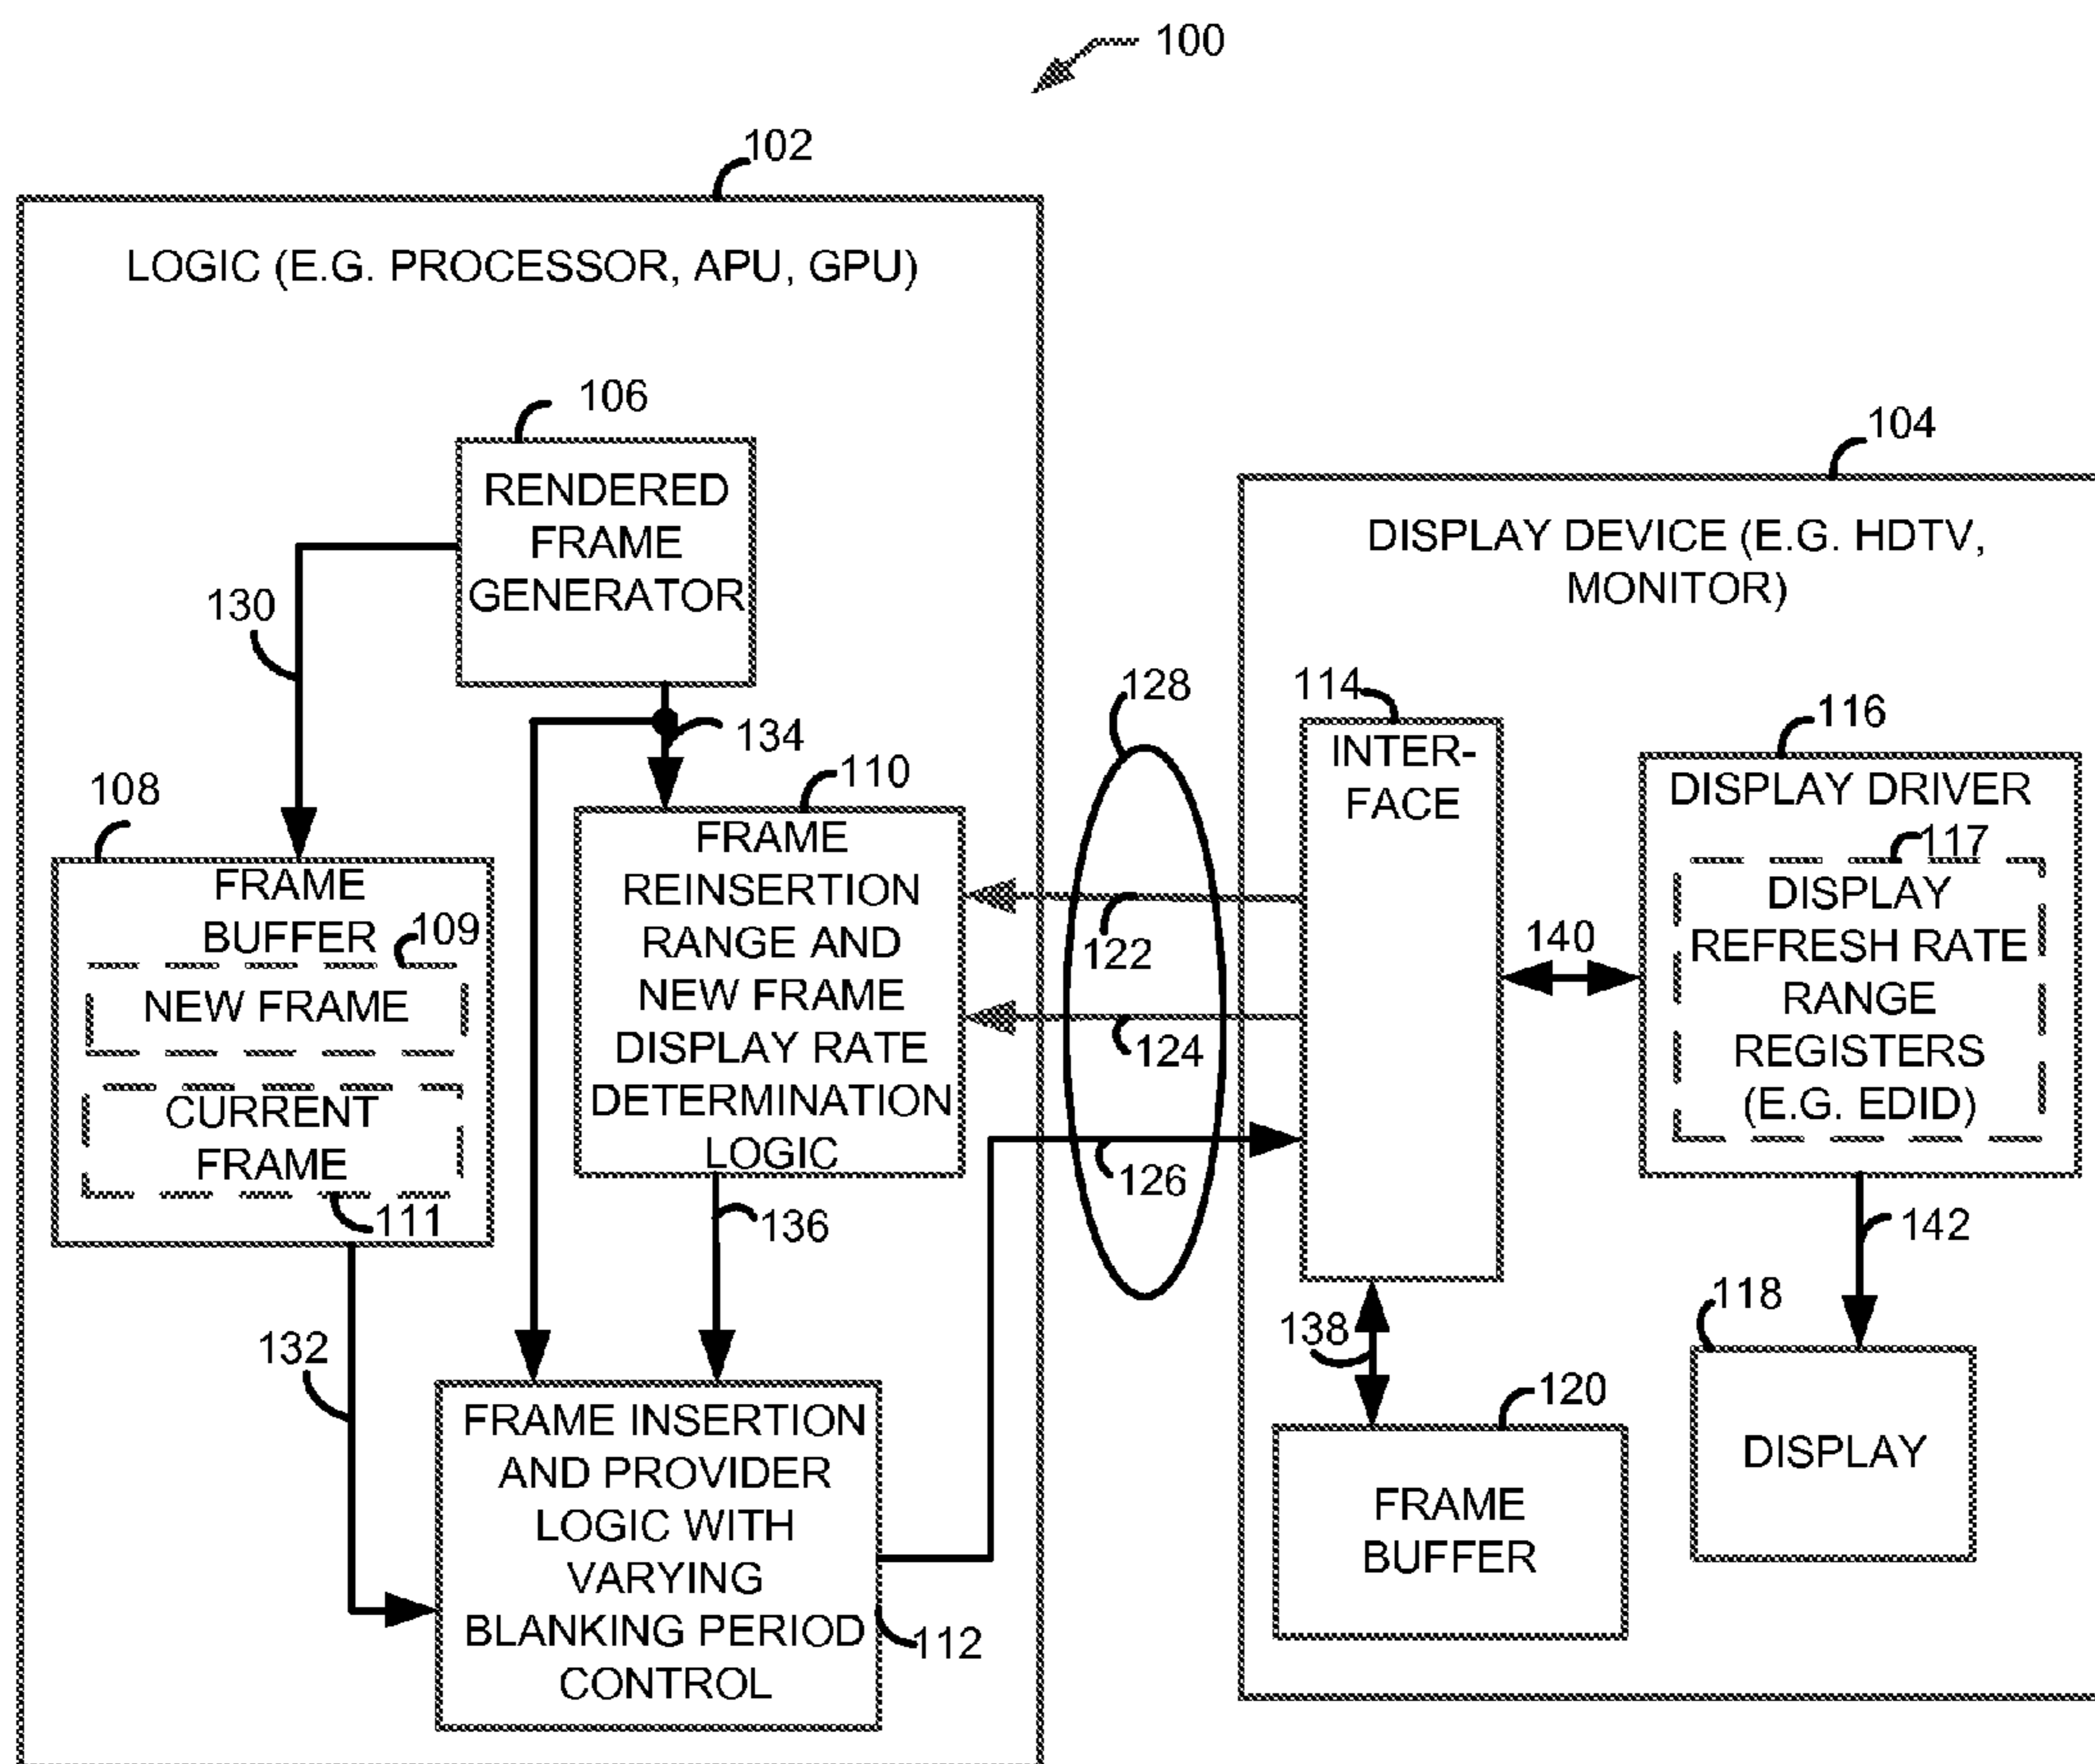 100
102
LOGIC (E.G. PROCESSOR, APU, GPU)
106
RENDERED
FRAME
GENERATOR
130
134
108
FRAME
BUFFER
109
NEW FRAME
CURRENT
FRAME
111
110
FRAME
REINSERTION
RANGE AND
NEW FRAME
DISPLAY RATE
DETERMINATION
LOGIC
136
132
FRAME INSERTION
AND PROVIDER
LOGIC WITH
VARYING
BLANKING PERIOD
CONTROL
112
128
122
124
126
104
DISPLAY DEVICE (E.G. HDTV,
MONITOR)
114
INTER-
FACE
140
116
DISPLAY DRIVER
117
DISPLAY
REFRESH RATE
RANGE
REGISTERS
(E.G. EDID)
142
138
120
FRAME
BUFFER
118
DISPLAY